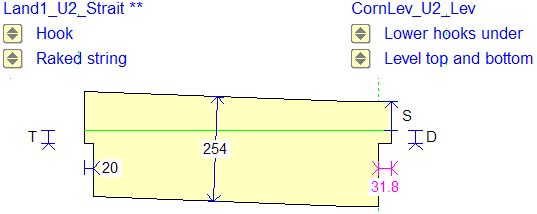 Land1_U2_Strait **
CornLev_U2_Lev
Hook
Lower hooks under
Raked string
Level top and bottom
S
T
D
254
20
31.8